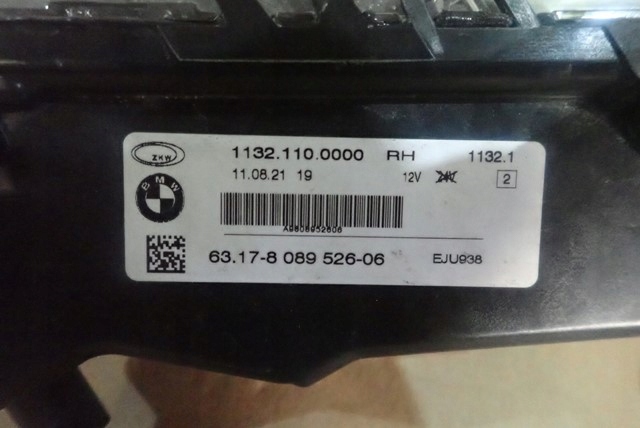 ZKW
1132.110.0000 RH 1132.1
BMW
11.08.21 19 12V 24V 2
A9808952606
63.17-8 089 526-06 EJU938